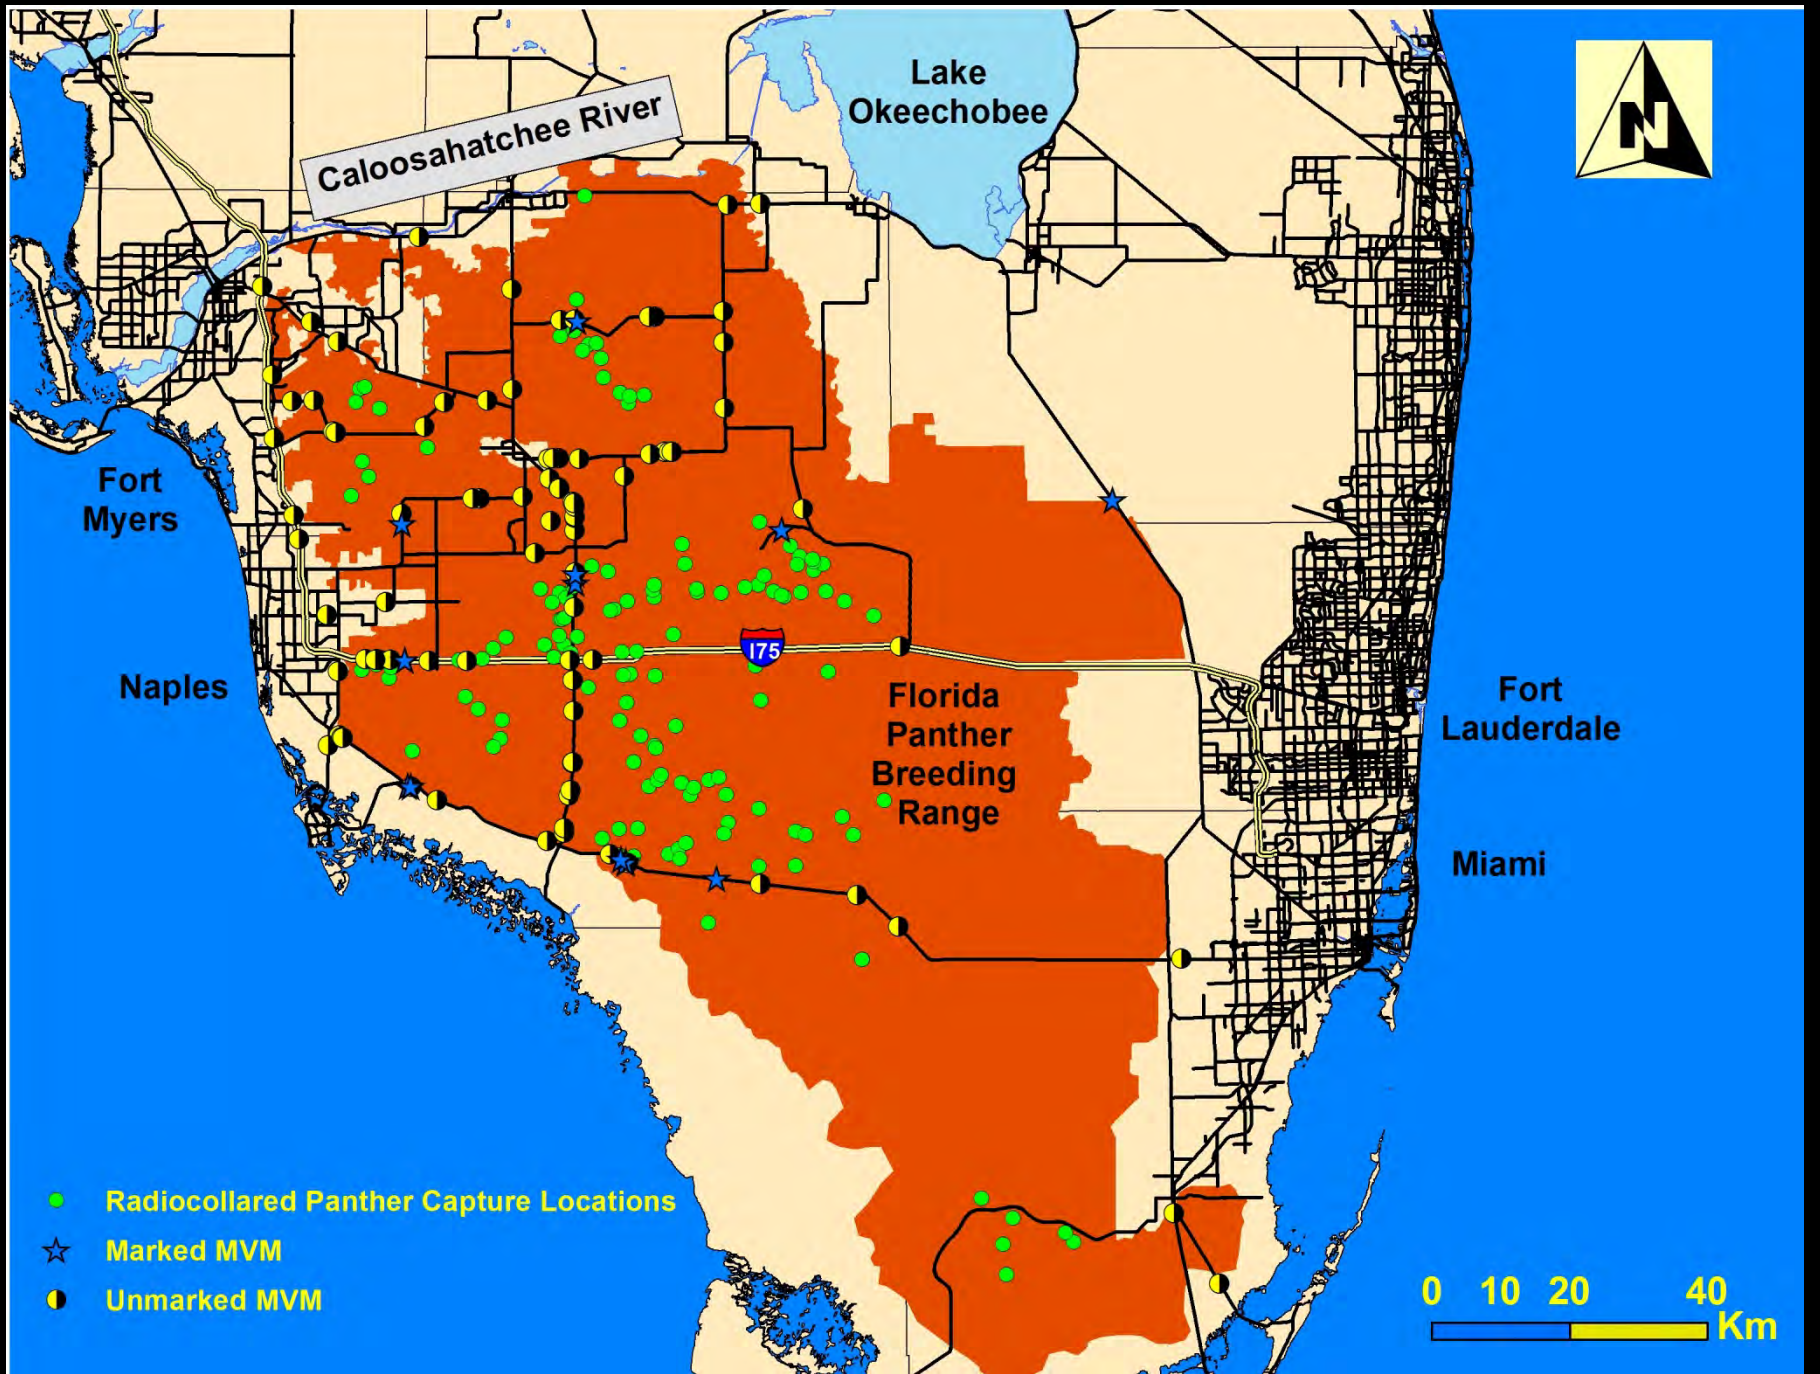 Lake
Okeechobee
N
Caloosahatchee River
Fort
Myers
I75
Naples
Florida
Panther
Breeding
Range
Fort
Lauderdale
Miami
Radiocollared Panther Capture Locations
Marked MVM
Unmarked MVM
0 10 20 40
Km